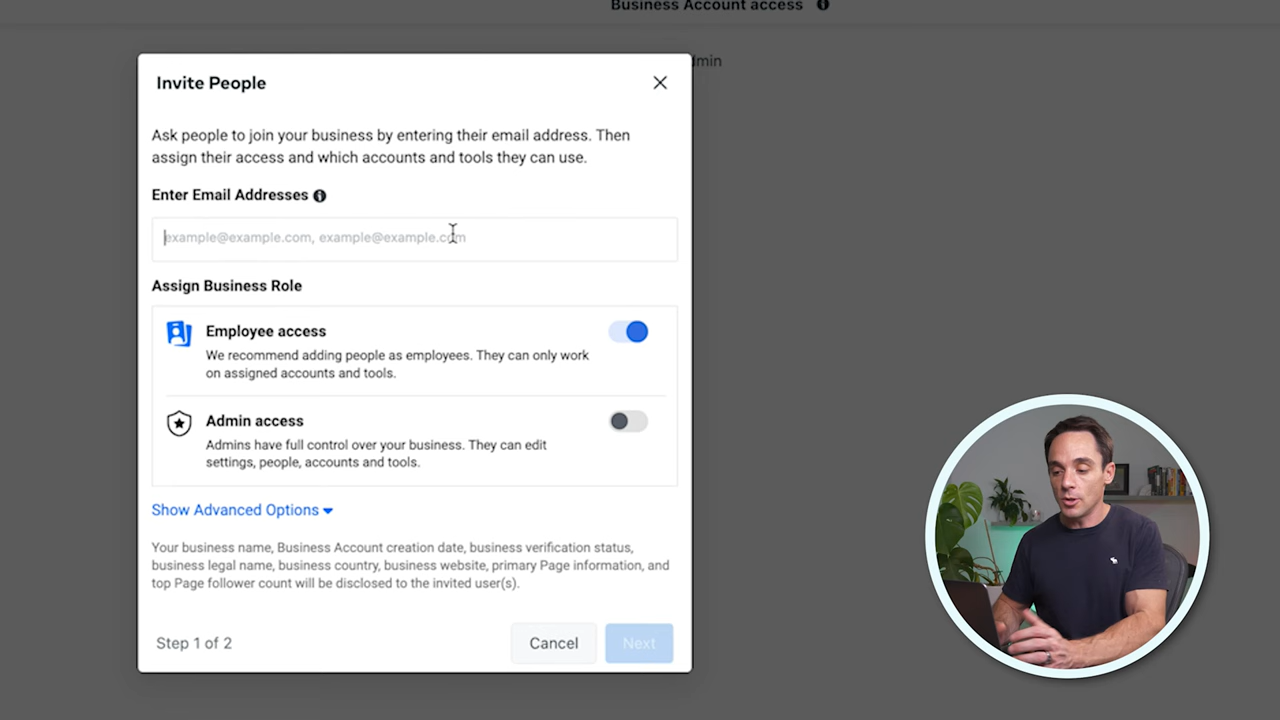 Business Account access
dmin
Invite People
Ask people to join your business by entering their email address. Then
assign their access and which accounts and tools they can use.
Enter Email Addresses
example@example.com, example@example.com
Assign Business Role
Employee access
We recommend adding people as employees. They can only work
on assigned accounts and tools.
Admin access
Admins have full control over your business. They can edit
settings, people, accounts and tools.
Show Advanced Options
Your business name, Business Account creation date, business verification status,
business legal name, business country, business website, primary Page information, and
top Page follower count will be disclosed to the invited user(s).
Step 1 of 2
Cancel
Next